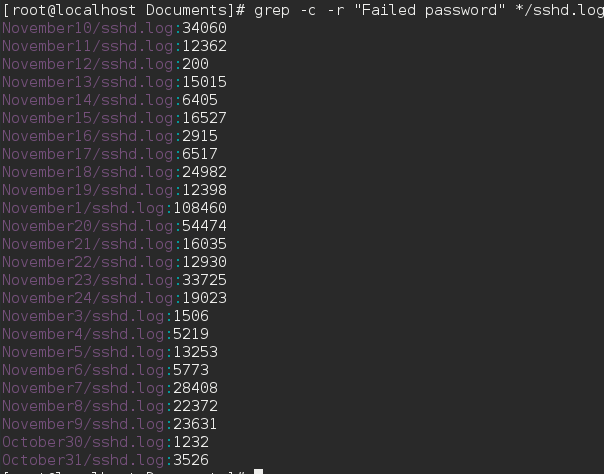 [root@localhost Documents]# grep -c -r "Failed password" */sshd.log
November10/sshd.log:34060
November11/sshd.log:12362
November12/sshd.log:200
November13/sshd.log:15015
November14/sshd.log:6405
November15/sshd.log:16527
November16/sshd.log:2915
November17/sshd.log:6517
November18/sshd.log:24982
November19/sshd.log:12398
November1/sshd.log:108460
November20/sshd.log:54474
November21/sshd.log:16035
November22/sshd.log:12930
November23/sshd.log:33725
November24/sshd.log:19023
November3/sshd.log:1506
November4/sshd.log:5219
November5/sshd.log:13253
November6/sshd.log:5773
November7/sshd.log:28408
November8/sshd.log:22372
November9/sshd.log:23631
October30/sshd.log:1232
October31/sshd.log:3526
[root@localhost Documents]#